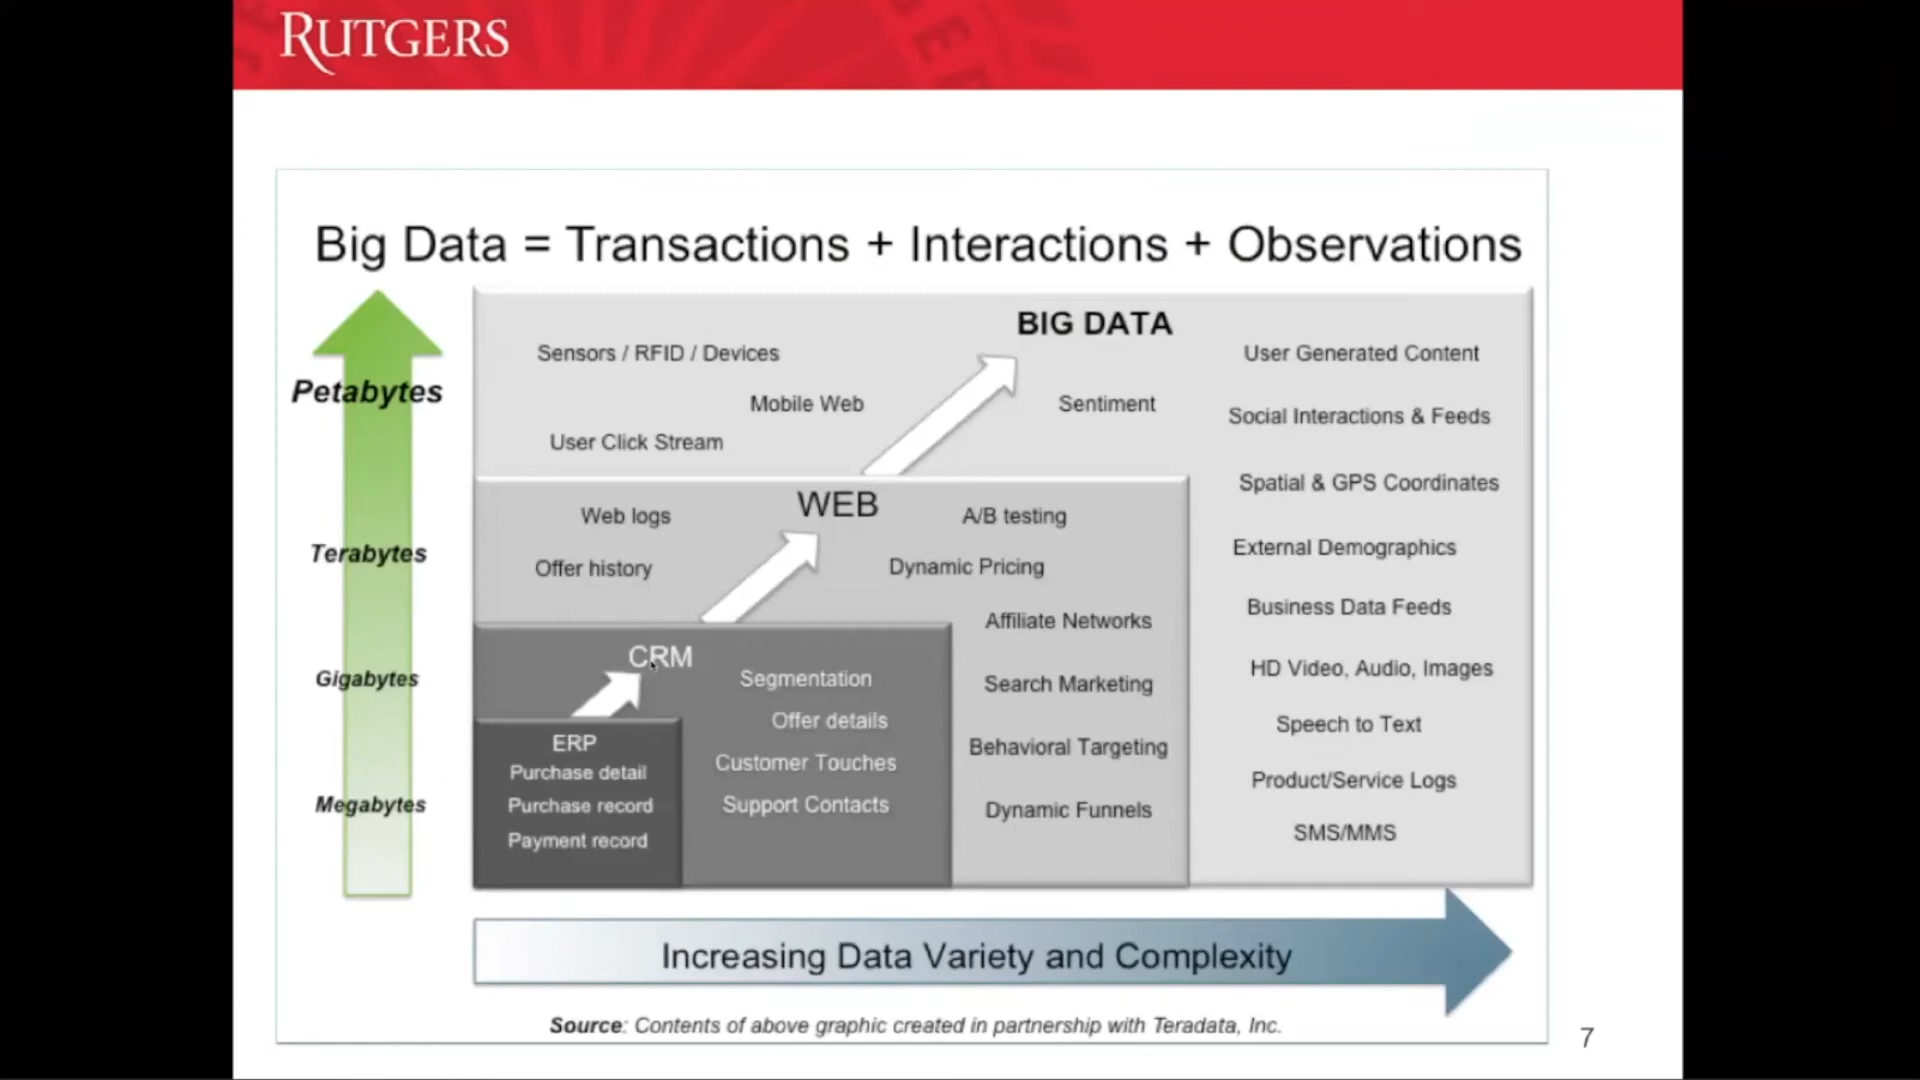 RUTGERS
Big Data = Transactions + Interactions + Observations
BIG DATA
Sensors / RFID / Devices
User Generated Content
Petabytes
Mobile Web
Sentiment
Social Interactions & Feeds
User Click Stream
Spatial & GPS Coordinates
WEB
Web logs
A/B testing
Terabytes
External Demographics
Offer history
Dynamic Pricing
Business Data Feeds
Affiliate Networks
CRM
HD Video, Audio, Images
Gigabytes
Segmentation
Search Marketing
Offer details
Speech to Text
ERP
Behavioral Targeting
Customer Touches
Purchase detail
Product/Service Logs
Megabytes
Purchase record
Support Contacts
Dynamic Funnels
SMS/MMS
Payment record
Increasing Data Variety and Complexity
Source: Contents of above graphic created in partnership with Teradata, Inc.
7